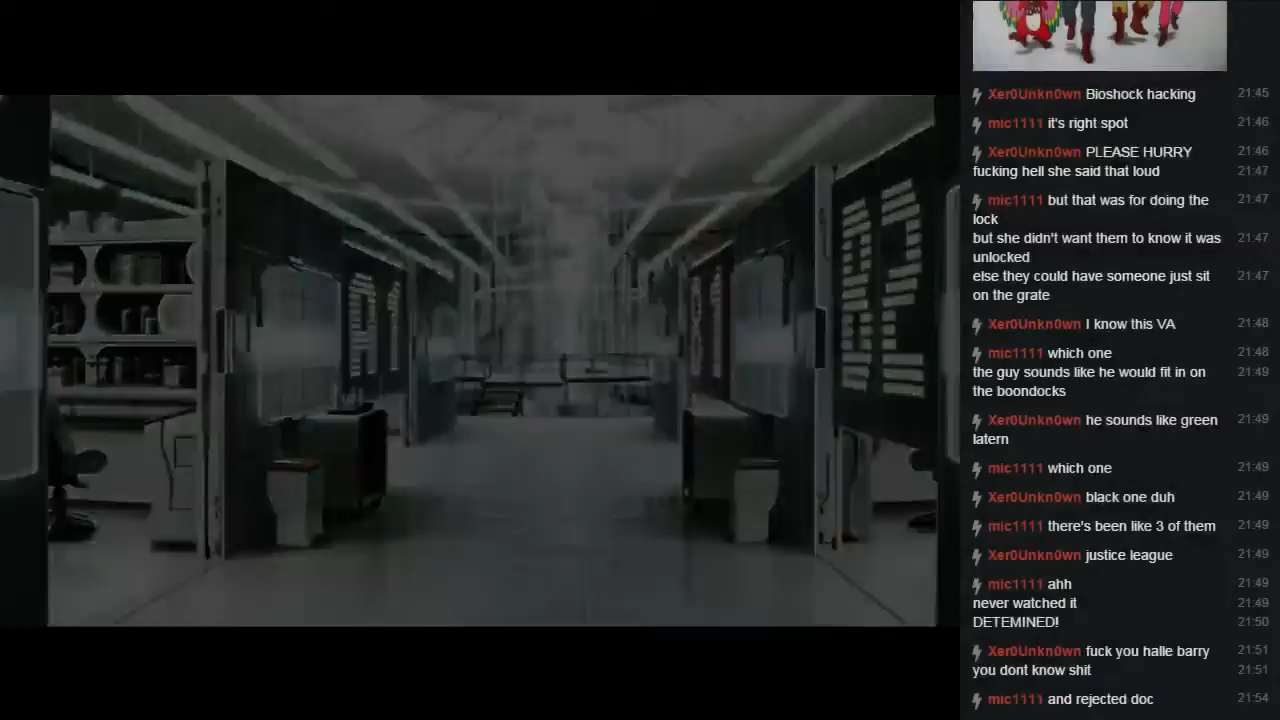 Xer0Unkn0wn Bioshock hacking 21:45
mic1111 it's right spot 21:46
Xer0Unkn0wn PLEASE HURRY 21:46
fucking hell she said that loud 21:47
mic1111 but that was for doing the 21:47
lock
but she didn't want them to know it was 21:47
unlocked
else they could have someone just sit 21:47
on the grate
Xer0Unkn0wn I know this VA 21:48
mic1111 which one 21:48
the guy sounds like he would fit in on 21:49
the boondocks
Xer0Unkn0wn he sounds like green 21:49
latern
mic1111 which one 21:49
Xer0Unkn0wn black one duh 21:49
mic1111 there's been like 3 of them 21:49
Xer0Unkn0wn justice league 21:49
mic1111 ahh 21:49
never watched it 21:49
DETEMINED! 21:50
Xer0Unkn0wn fuck you halle barry 21:51
you dont know shit 21:51
mic1111 and rejected doc 21:54